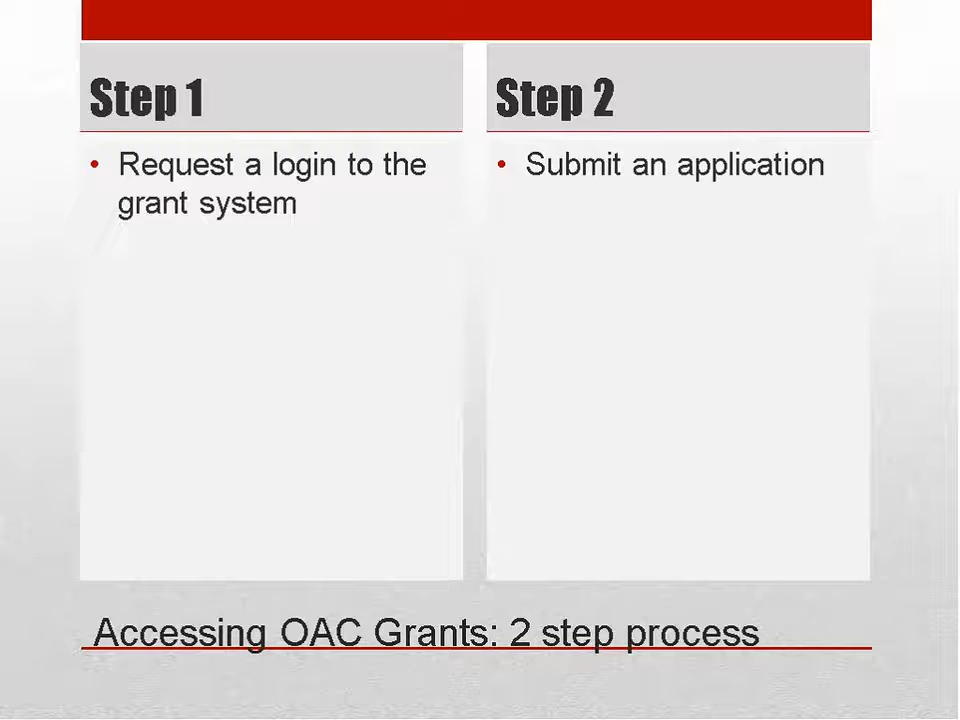 Step 1
• Request a login to the
grant system
Step 2
• Submit an application
Accessing OAC Grants: 2 step process